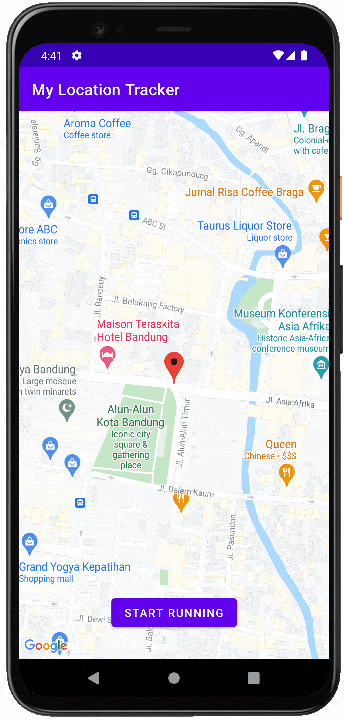 4:41
My Location Tracker
Aroma Coffee
Coffee store
Jl. Brag
Colonial-e
with cafe
Gg. Cikapundung
Gg. Apandi
Jurnal Risa Coffee Braga
ore ABC
onics store
ABC St
Taurus Liquor Store
Liquor store
Jl. Banceuy
Jl. Belakang Factory
Museum Konferensi
Asia Afrika
Historic Asia-Africa
conference museum
Maison Teraskita
Hotel Bandung
ya Bandung
Large mosque
n twin minarets
Jl. Asia-Afrika
Alun-Alun
Kota Bandung
Iconic city
square &
gathering
place
Jl. Alun-Alun Timur
Queen
Chinese • $$$
Jl. Dalem Kaum
Jl. Pasundan
Grand Yogya Kepatihan
Shopping mall
START RUNNING
Jl. Dewi S
Google